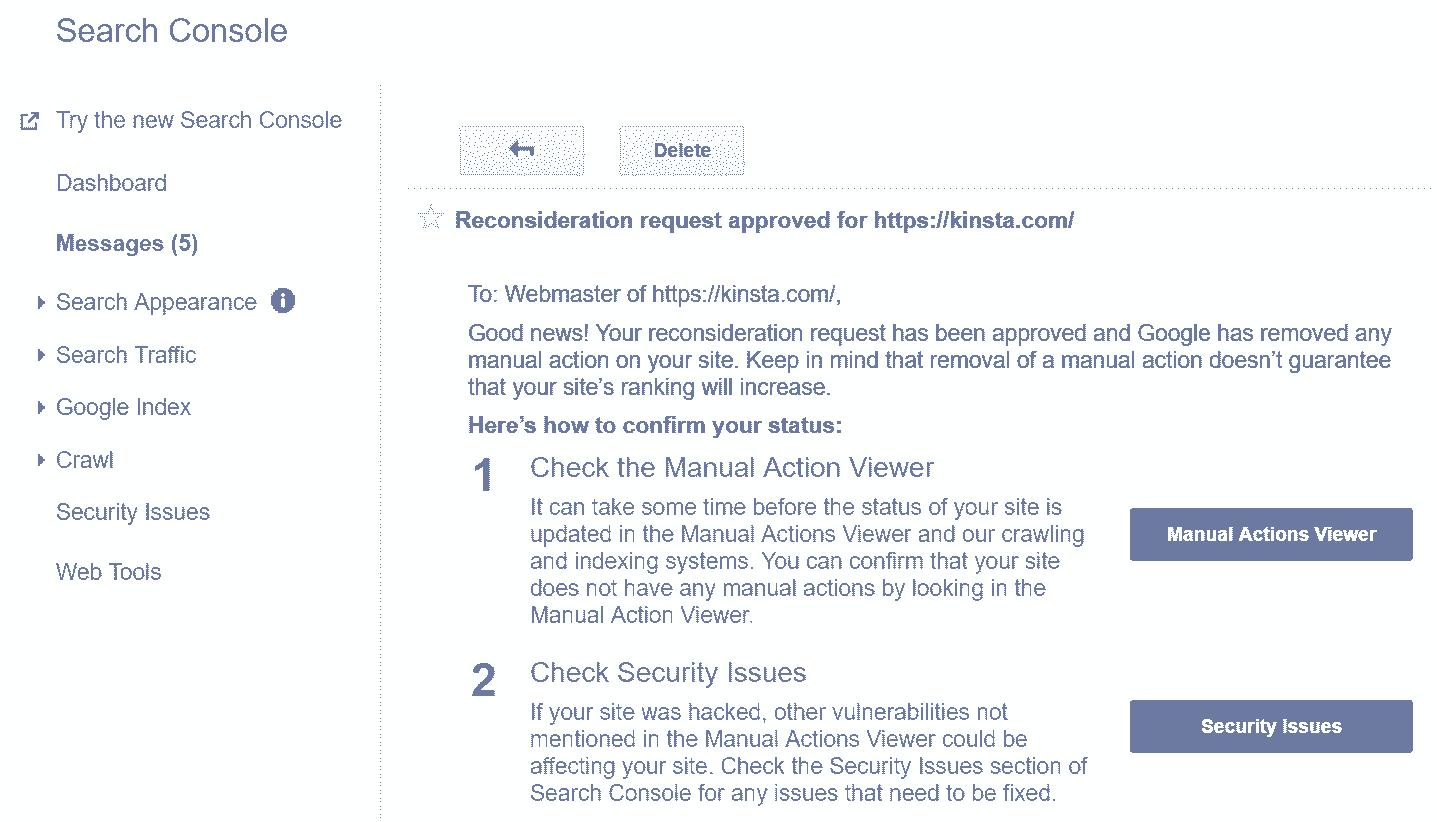 Search Console
Try the new Search Console
Dashboard
Messages (5)
Search Appearance
Search Traffic
Google Index
Crawl
Security Issues
Web Tools
Delete
Reconsideration request approved for https://kinsta.com/
To: Webmaster of https://kinsta.com/,
Good news! Your reconsideration request has been approved and Google has removed any
manual action on your site. Keep in mind that removal of a manual action doesn’t guarantee
that your site’s ranking will increase.
Here’s how to confirm your status:
1 Check the Manual Action Viewer
It can take some time before the status of your site is
updated in the Manual Actions Viewer and our crawling
and indexing systems. You can confirm that your site
does not have any manual actions by looking in the
Manual Action Viewer.
Manual Actions Viewer
2 Check Security Issues
If your site was hacked, other vulnerabilities not
mentioned in the Manual Actions Viewer could be
affecting your site. Check the Security Issues section of
Search Console for any issues that need to be fixed.
Security Issues